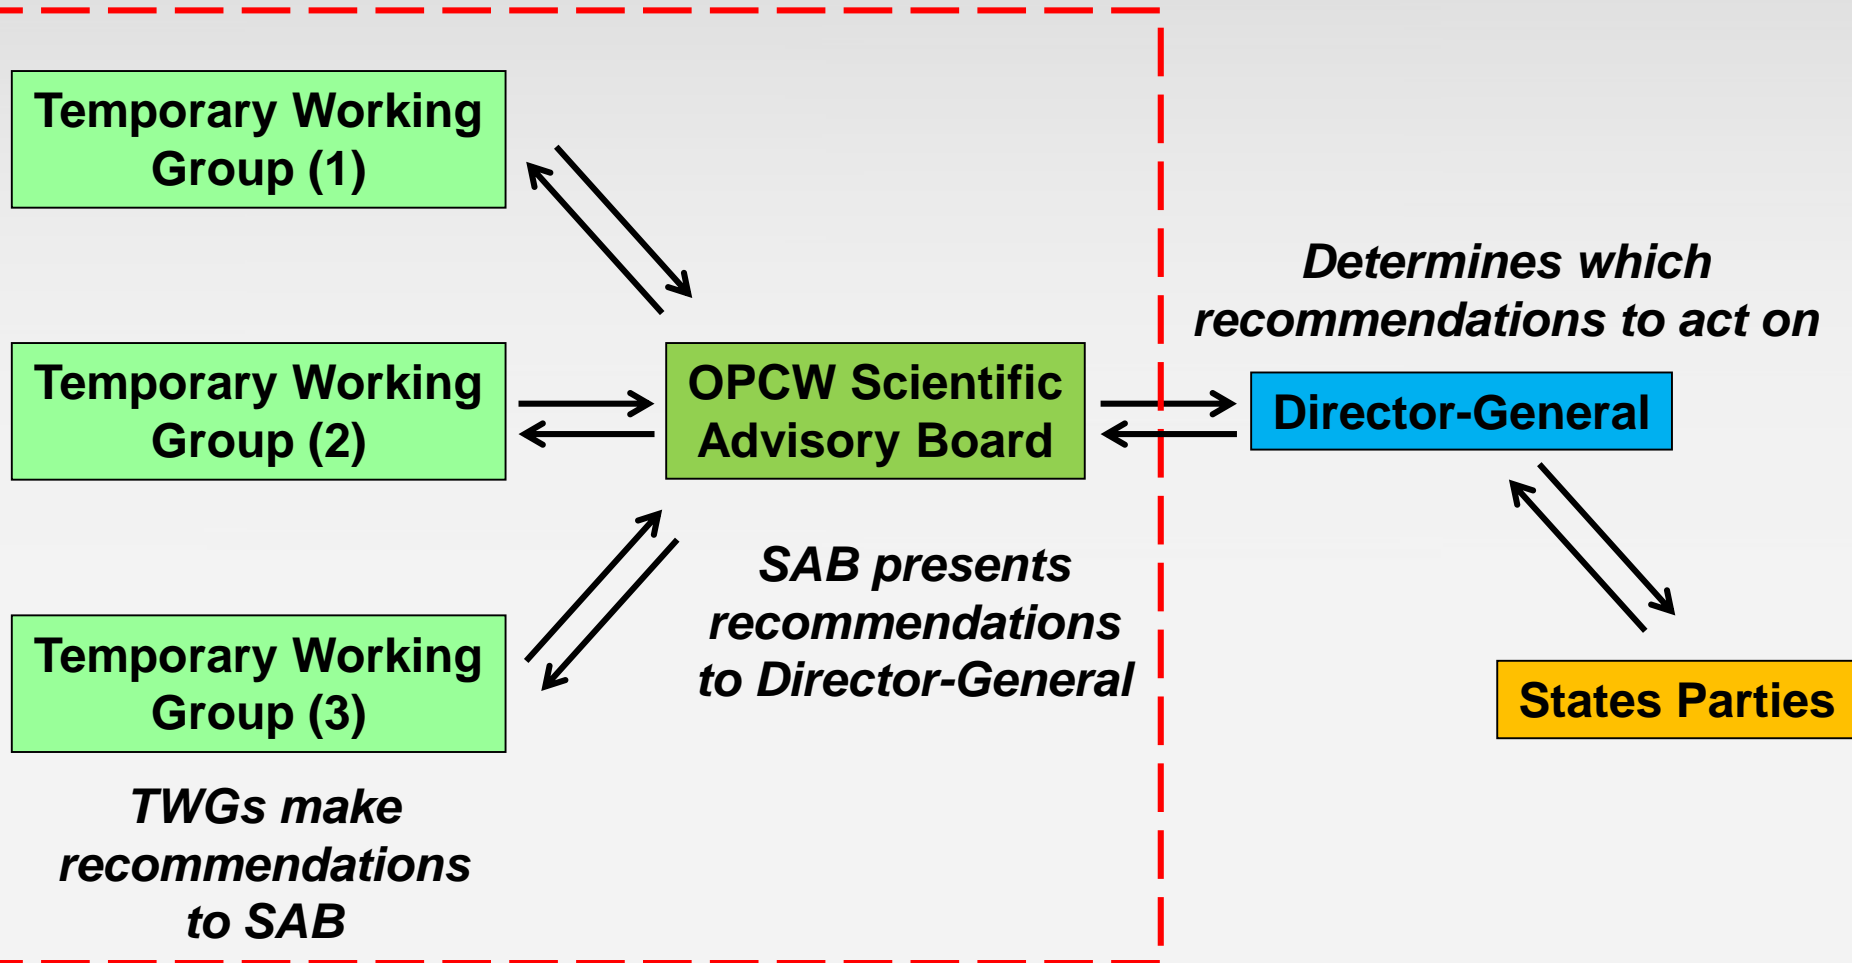 Temporary Working
Group (1)
Temporary Working
Group (2)
Temporary Working
Group (3)
TWGs make
recommendations
to SAB
OPCW Scientific
Advisory Board
SAB presents
recommendations
to Director-General
Determines which
recommendations to act on
Director-General
States Parties